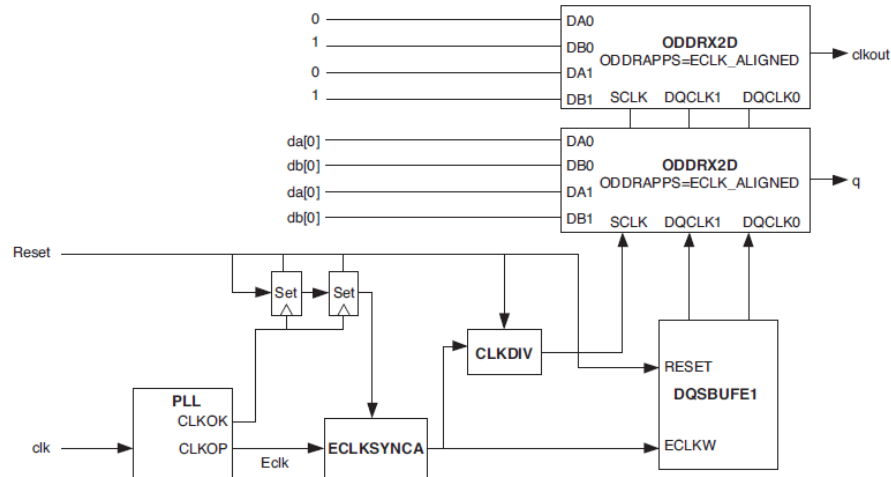 0
1
0
1
DA0
DB0
DA1
DB1
ODDRX2D
ODDRAPPS=ECLK_ALIGNED
SCLK DQCLK1 DQCLK0
clkout
da[0]
db[0]
da[0]
db[0]
DA0
DB0
DA1
DB1
ODDRX2D
ODDRAPPS=ECLK_ALIGNED
SCLK DQCLK1 DQCLK0
q
Reset
Set
Set
CLKDIV
RESET
DQSBUFE1
ECLKW
PLL
CLKOK
CLKOP
clk
Eclk
ECLKSYNCA